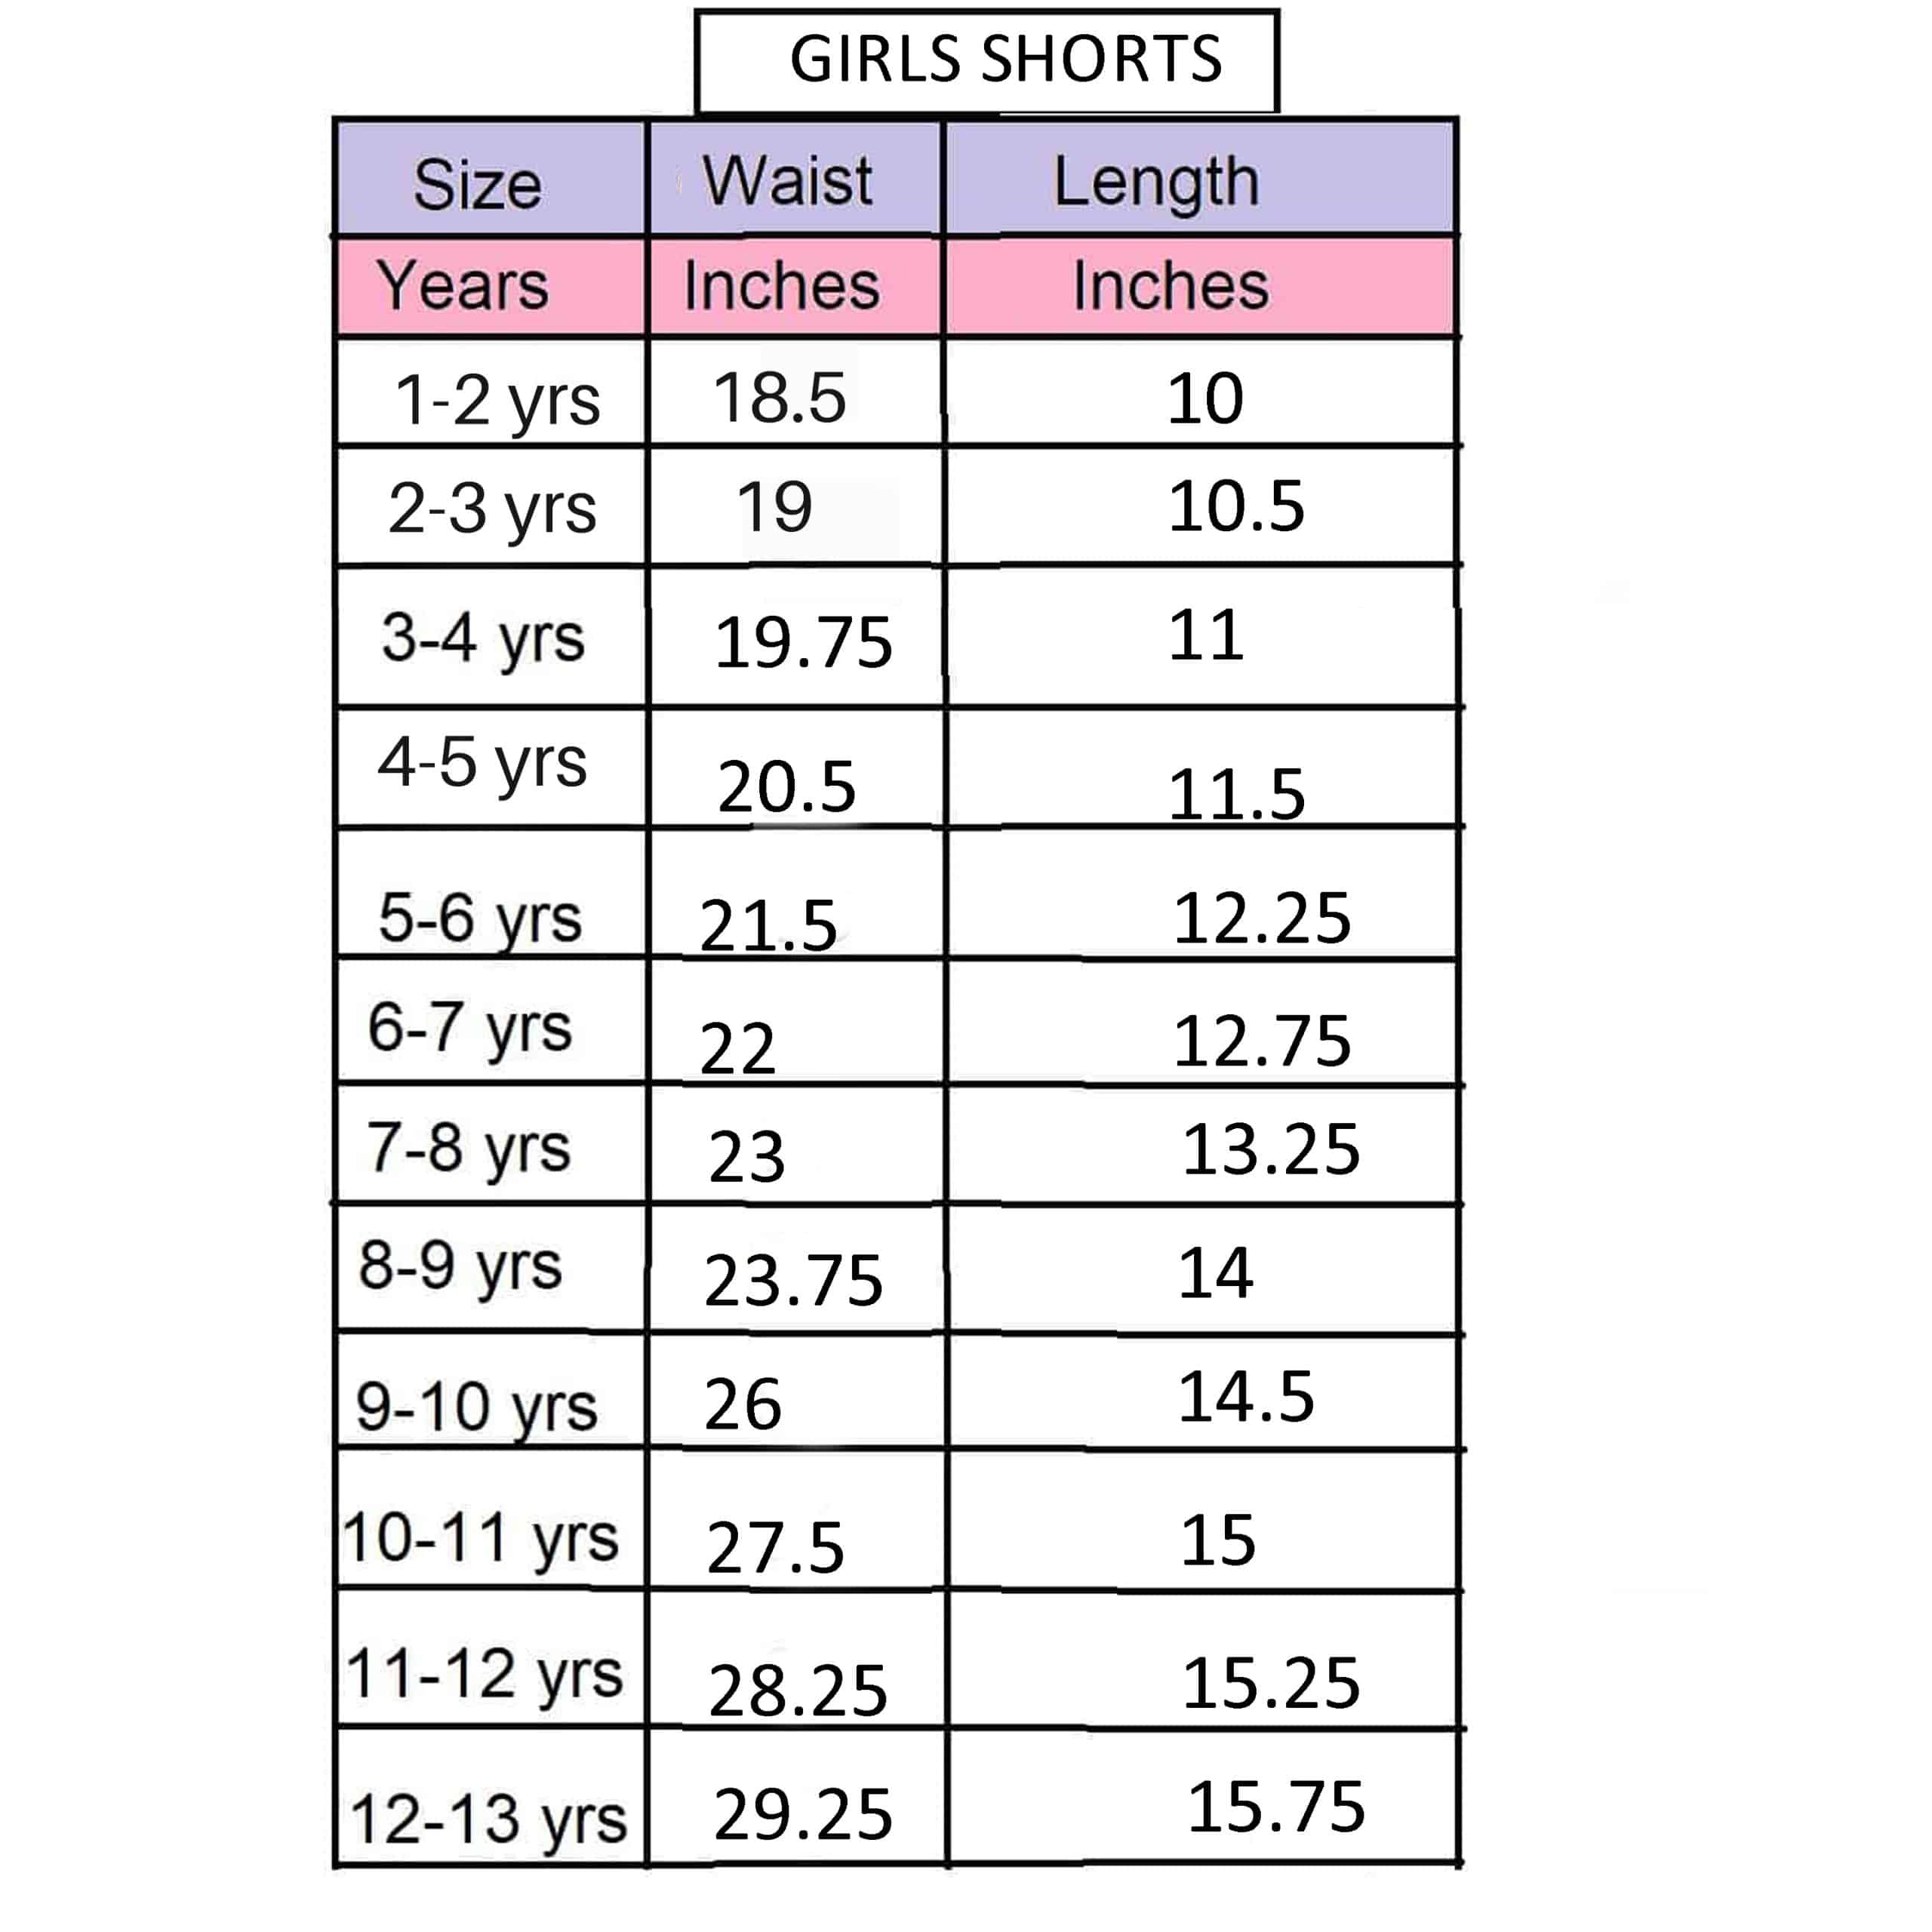 GIRLS SHORTS
Size Waist Length
Years Inches Inches
1-2 yrs 18.5 10
2-3 yrs 19 10.5
3-4 yrs 19.75 11
4-5 yrs 20.5 11.5
5-6 yrs 21.5 12.25
6-7 yrs 22 12.75
7-8 yrs 23 13.25
8-9 yrs 23.75 14
9-10 yrs 26 14.5
10-11 yrs 27.5 15
11-12 yrs 28.25 15.25
12-13 yrs 29.25 15.75